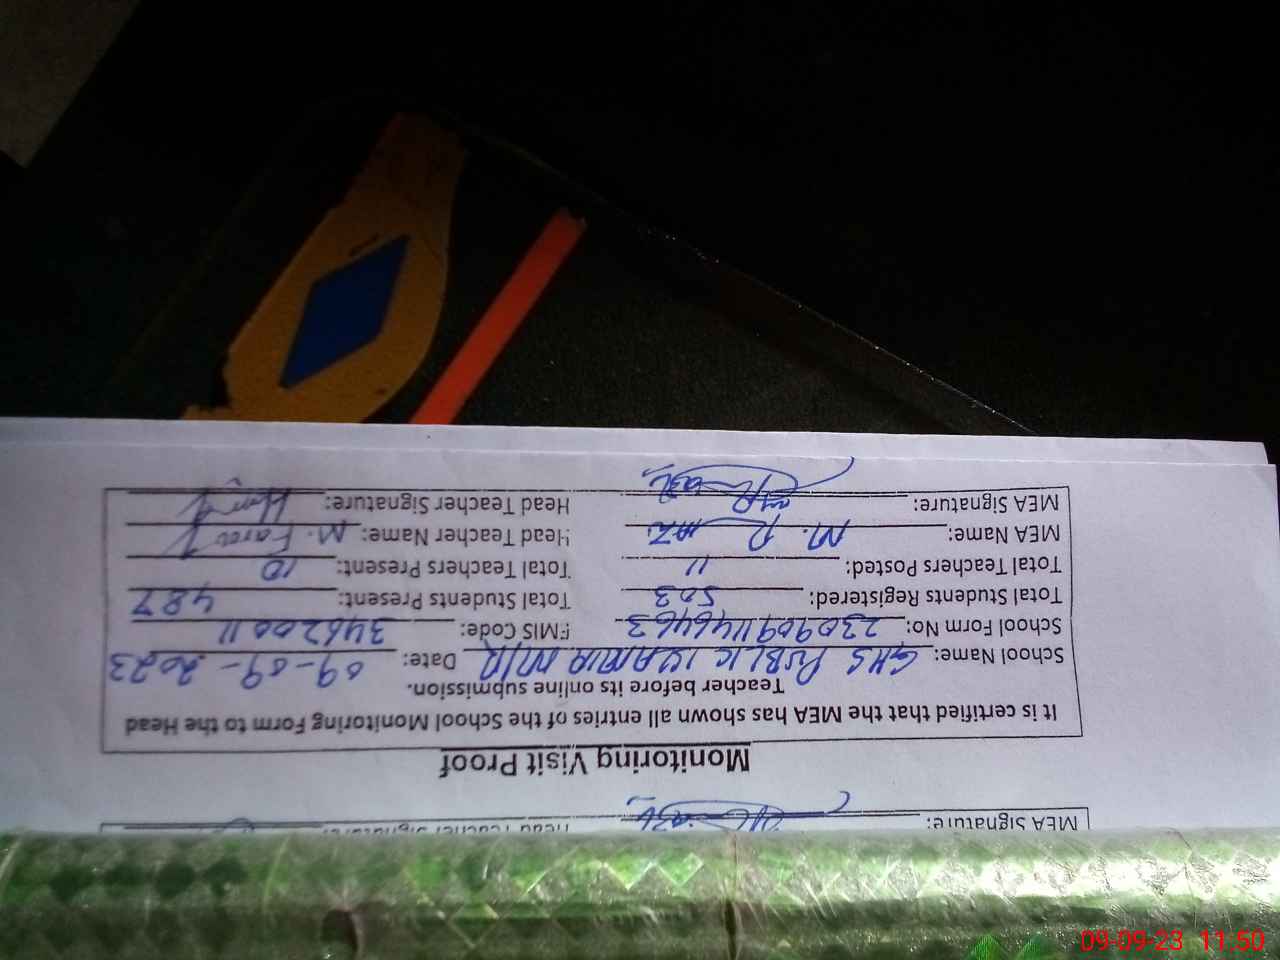 MEA Signature:
Monitoring Visit Proof
It is certified that the MEA has shown all entries of the School Monitoring Form to the Head
Teacher before its online submission.
School Name: GHS PUBLIC ISLAMIA M/R Date: 09-09-2023
School Form No: EMIS Code: 34620011
Total Students Registered: 503 Total Students Present: 487
Total Teachers Posted: 11 Total Teachers Present: 10
MEA Name: M. Head Teacher Name: M.
MEA Signature: Head Teacher Signature:
09-09-23 11:50